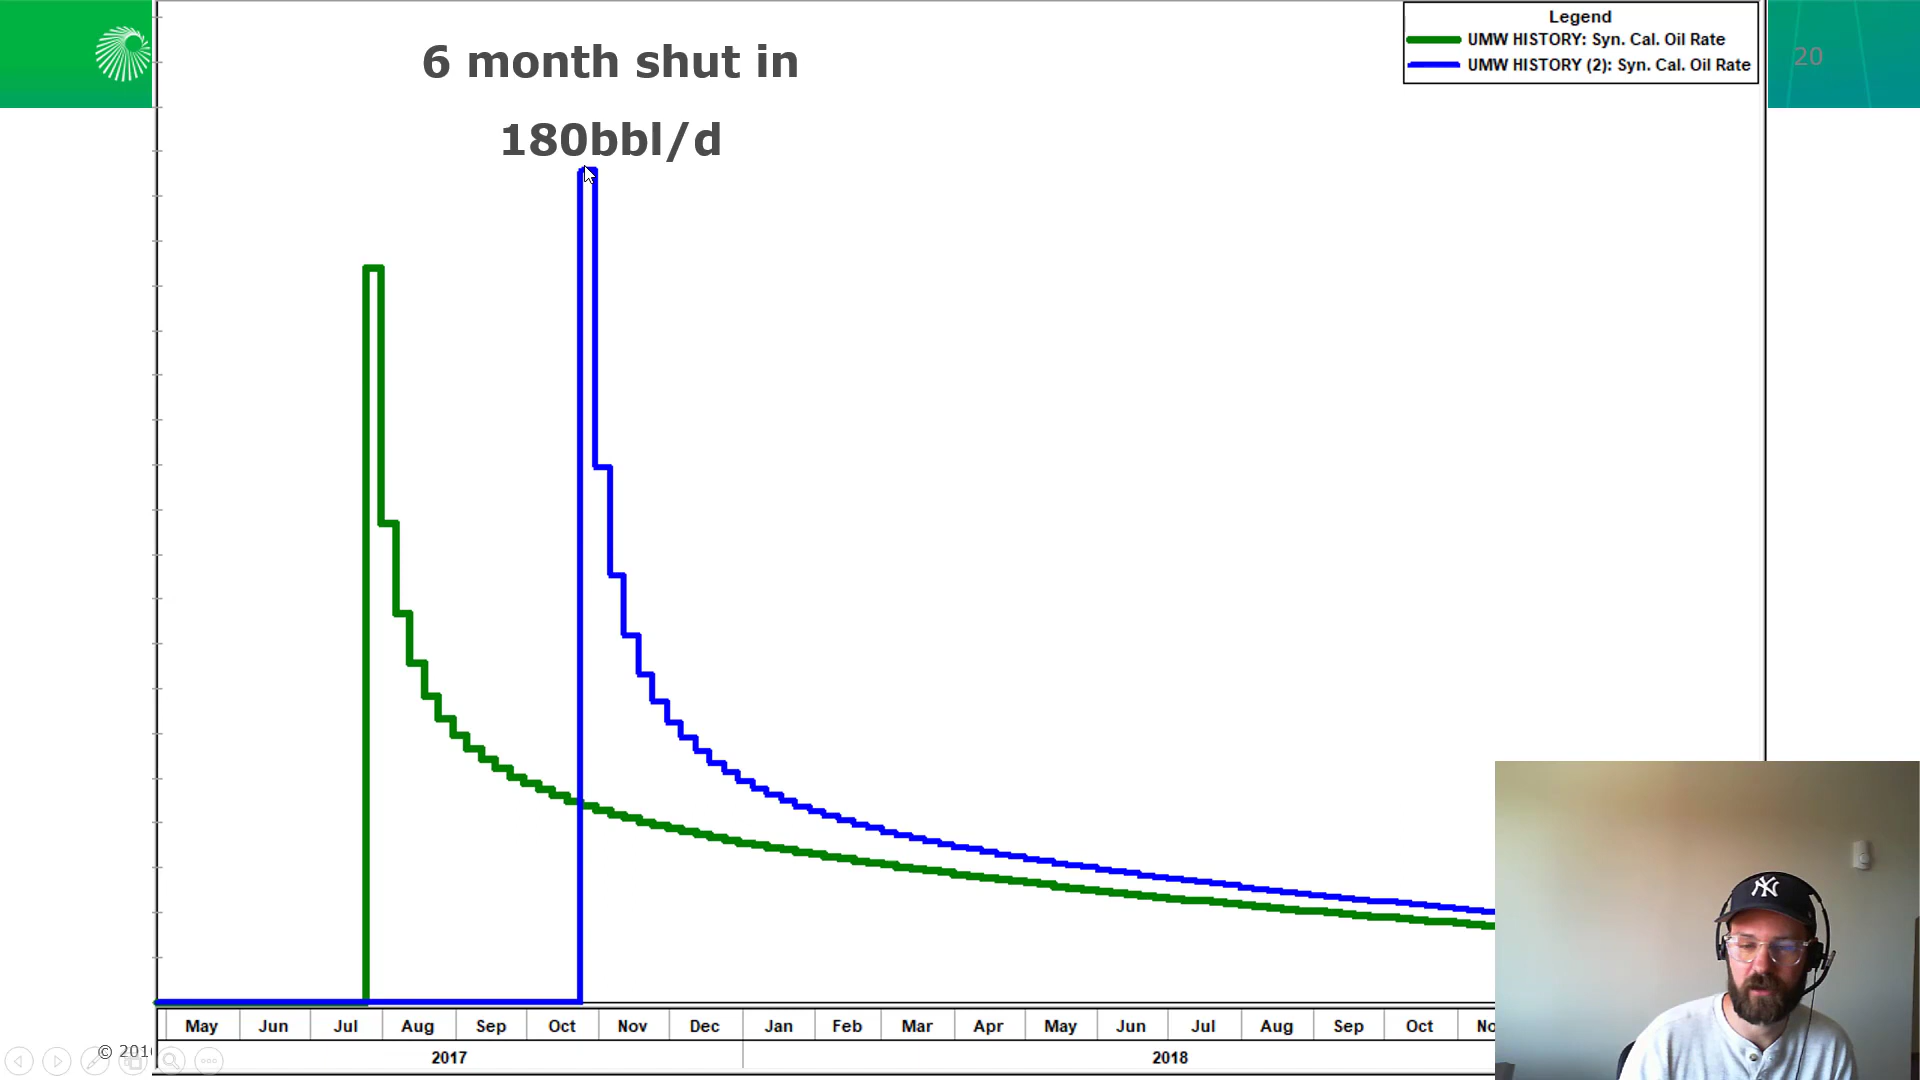 Legend
UMW HISTORY: Syn. Cal. Oil Rate
UMW HISTORY (2): Syn. Cal. Oil Rate
20
6 month shut in
180bbl/d
May Jun Jul Aug Sep Oct Nov Dec Jan Feb Mar Apr May Jun Jul Aug Sep Oct
2017 2018
©
NY